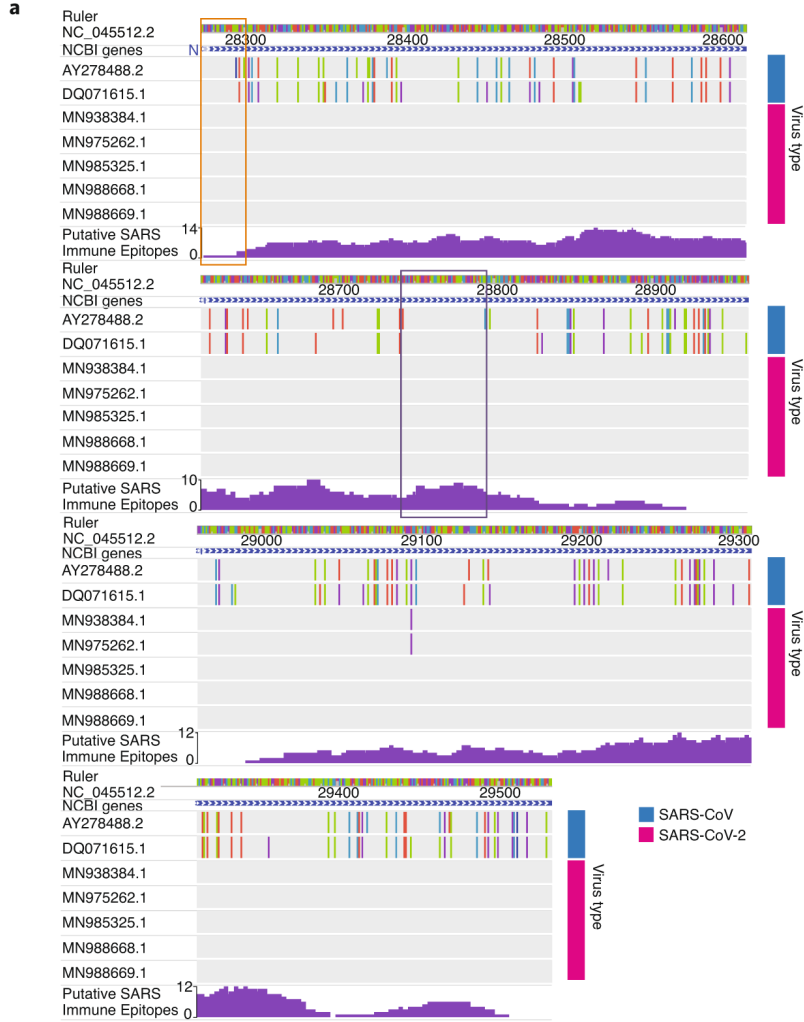 a
Ruler
NC_045512.2
28300 28400 28500 28600
NCBI genes N
AY278488.2
DQ071615.1
MN938384.1
MN975262.1
MN985325.1
MN988668.1
MN988669.1
Virus type
Putative SARS 14
Immune Epitopes 0
Ruler
NC_045512.2
28700 28800 28900
NCBI genes
AY278488.2
DQ071615.1
MN938384.1
MN975262.1
MN985325.1
MN988668.1
MN988669.1
Virus type
Putative SARS 10
Immune Epitopes 0
Ruler
NC_045512.2
29000 29100 29200 29300
NCBI genes
AY278488.2
DQ071615.1
MN938384.1
MN975262.1
MN985325.1
MN988668.1
MN988669.1
Virus type
Putative SARS 12
Immune Epitopes 0
Ruler
NC_045512.2
29400 29500
NCBI genes
AY278488.2
DQ071615.1
MN938384.1
MN975262.1
MN985325.1
MN988668.1
MN988669.1
Virus type
Putative SARS 12
Immune Epitopes 0
SARS-CoV
SARS-CoV-2